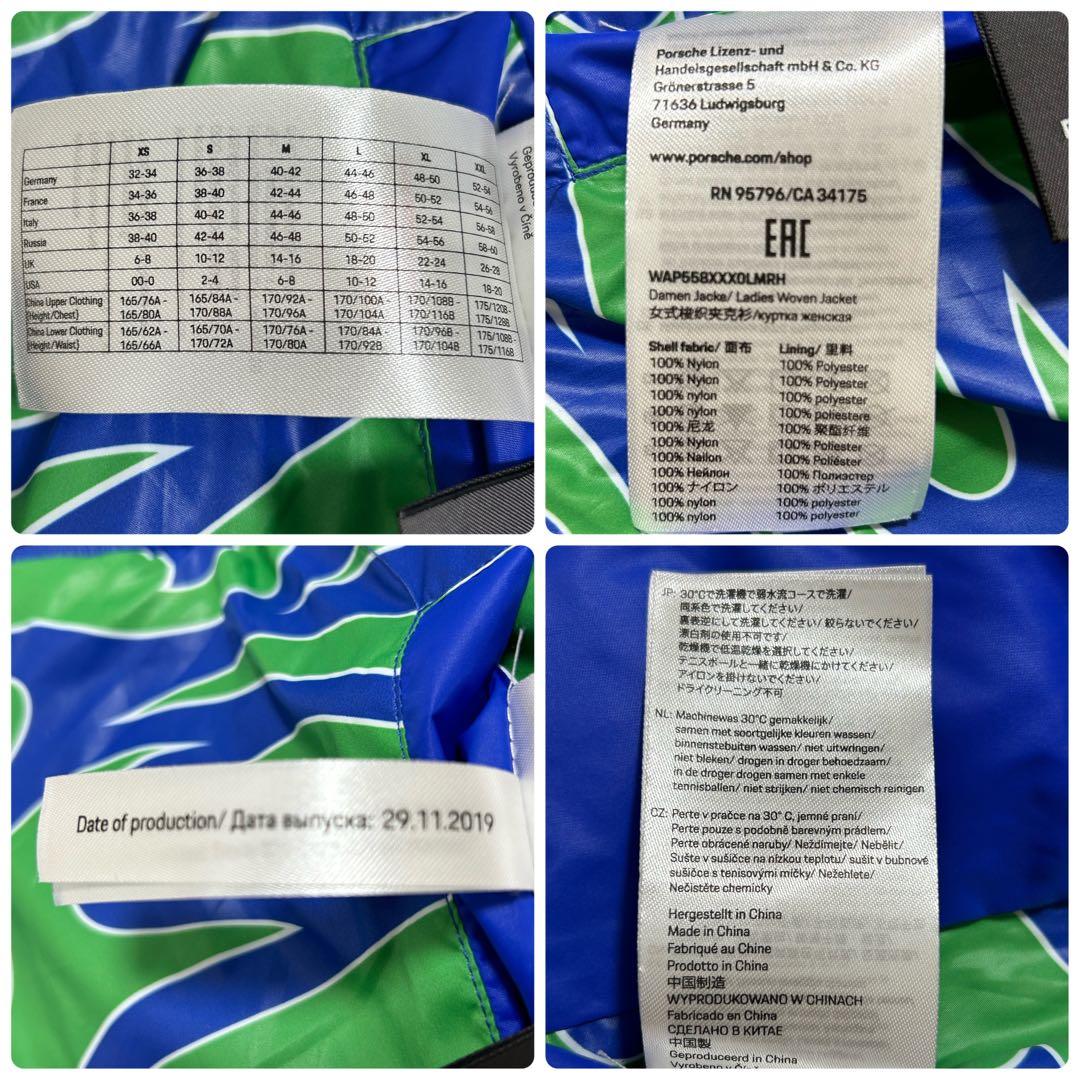 XS S M L XL XXL
Germany 32-34 36-38 40-42 44-46 48-50 52-54
France 34-36 38-40 42-44 46-48 50-52 54-56
Italy 36-38 40-42 44-46 48-50 52-54 56-58
Russia 38-40 42-44 46-48 50-52 54-56 58-60
UK 6-8 10-12 14-16 18-20 22-24 26-28
USA 00-0 2-4 6-8 10-12 14-16 18-20
China Upper Clothing 165/76A - 165/84A - 170/92A - 170/100A - 170/108B - 175/120B -
(Height/Chest) 165/80A 170/88A 170/96A 170/104A 170/116B 175/128B
China Lower Clothing 165/62A - 165/70A - 170/76A - 170/84A - 170/96B - 175/108B -
(Height/Waist) 165/66A 170/72A 170/80A 170/92B 170/104B 175/116B
Vyrobeno v Číně
Porsche Lizenz- und
Handelsgesellschaft mbH & Co. KG
Grönerstrasse 5
71636 Ludwigsburg
Germany
www.porsche.com/shop
RN 95796/CA 34175
EAC
WAP558XXX0LMRH
Damen Jacke/ Ladies Woven Jacket
女式梭织夹克衫/куртка женская
Shell fabric/ 面布 Lining/ 里料
100% Nylon 100% Polyester
100% Nylon 100% Polyester
100% nylon 100% polyester
100% nylon 100% poliestere
100% 尼龙 100% 聚酯纤维
100% Nylon 100% Poliester
100% Nailon 100% Poliéster
100% Нейлон 100% Полиэстер
100% ナイロン 100% ポリエステル
100% nylon 100% polyester
100% nylon 100% polyester
Date of production/ Дата выпуска: 29.11.2019
JP: 30°Cで洗濯機で弱水流コースで洗濯/
同系色で洗濯してください/
裏表逆にして洗濯してください/ 絞らないでください/
漂白剤の使用不可です/
乾燥機で低温乾燥を選択してください/
テニスボールと一緒に乾燥機にかけてください/
アイロンを掛けないでください/
ドライクリーニング不可
NL: Machinewas 30°C gemakkelijk/
samen met soortgelijke kleuren wassen/
binnenstebuiten wassen/ niet uitwringen/
niet bleken/ drogen in droger behoedzaam/
in de droger drogen samen met enkele
tennisballen/ niet strijken/ niet chemisch reinigen
CZ: Perte v pračce na 30° C, jemné praní/
Perte pouze s podobně barevným prádlem/
Perte obrácené naruby/ Neždímejte/ Nebělit/
Sušte v sušičce na nízkou teplotu/ sušit v bubnové
sušičce s tenisovými míčky/ Nežehlete/
Nečistěte chemicky
Hergestellt in China
Made in China
Fabriqué au Chine
Prodotto in China
中国制造
WYPRODUKOWANO W CHINACH
Fabricado en China
СДЕЛАНО В КИТАЕ
中国製
Geproduceerd in China
Vyrobeno v Číně